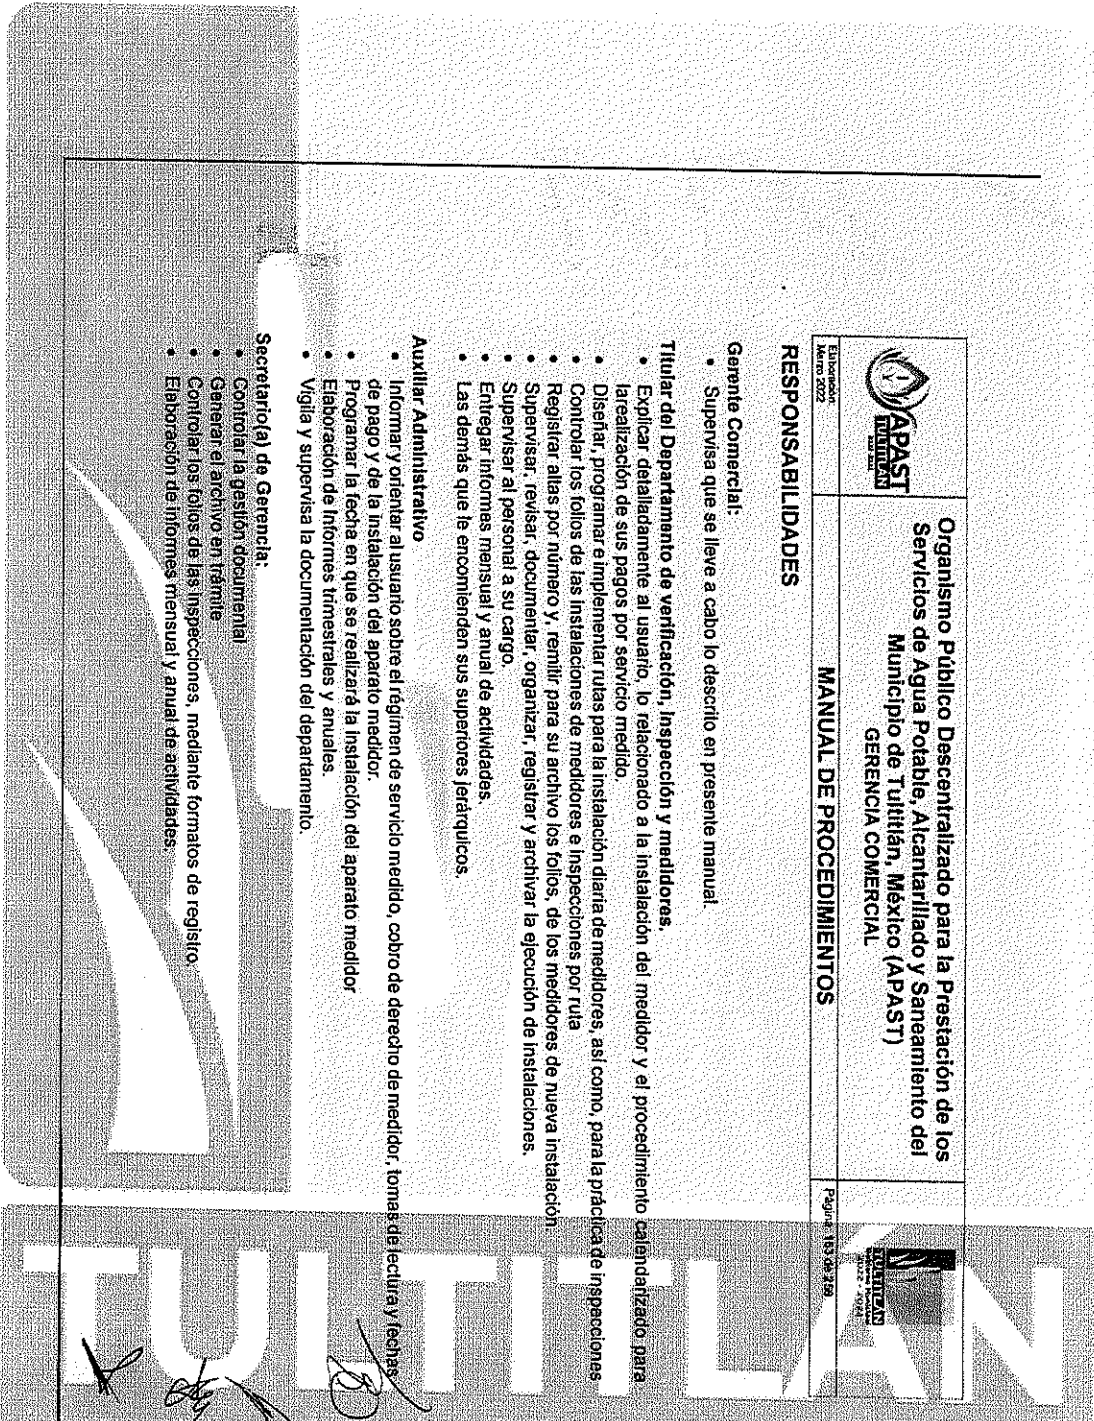 APAST
TULTITLÁN
Organismo Público Descentralizado para la Prestación de los
Servicios de Agua Potable, Alcantarillado y Saneamiento del
Municipio de Tultitlán, México (APAST)
GERENCIA COMERCIAL
TULTITLÁN
2022 - 2024
Elaboración:
Marzo 2022
MANUAL DE PROCEDIMIENTOS
RESPONSABILIDADES
Gerente Comercial:
• Supervisa que se lleve a cabo lo descrito en presente manual.
Titular del Departamento de verificación, Inspección y medidores.
• Explicar detalladamente al usuario, lo relacionado a la instalación del medidor y el procedimiento calendarizado para
larealización de sus pagos por servicio medido.
• Diseñar, programar e implementar rutas para la instalación diaria de medidores, así como, para la práctica de inspecciones
• Controlar los folios de las instalaciones de medidores e inspecciones por ruta
• Registrar altas por número y, remitir para su archivo los folios, de los medidores de nueva instalación.
• Supervisar, revisar, documentar, organizar, registrar y archivar la ejecución de instalaciones.
• Supervisar al personal a su cargo.
• Entregar informes mensual y anual de actividades.
• Las demás que le encomienden sus superiores jerárquicos.
Auxiliar Administrativo
• Informar y orientar al usuario sobre el régimen de servicio medido, cobro de derecho de medidor, tomas de lectura y fechas
de pago y de la instalación del aparato medidor.
• Programar la fecha en que se realizará la instalación del aparato medidor
• Elaboración de Informes trimestrales y anuales.
• Vigila y supervisa la documentación del departamento.
Secretario(a) de Gerencia:
• Controlar la gestión documental
• Generar el archivo en trámite
• Controlar los folios de las inspecciones, mediante formatos de registro.
• Elaboración de informes mensual y anual de actividades.
TULTITLÁN